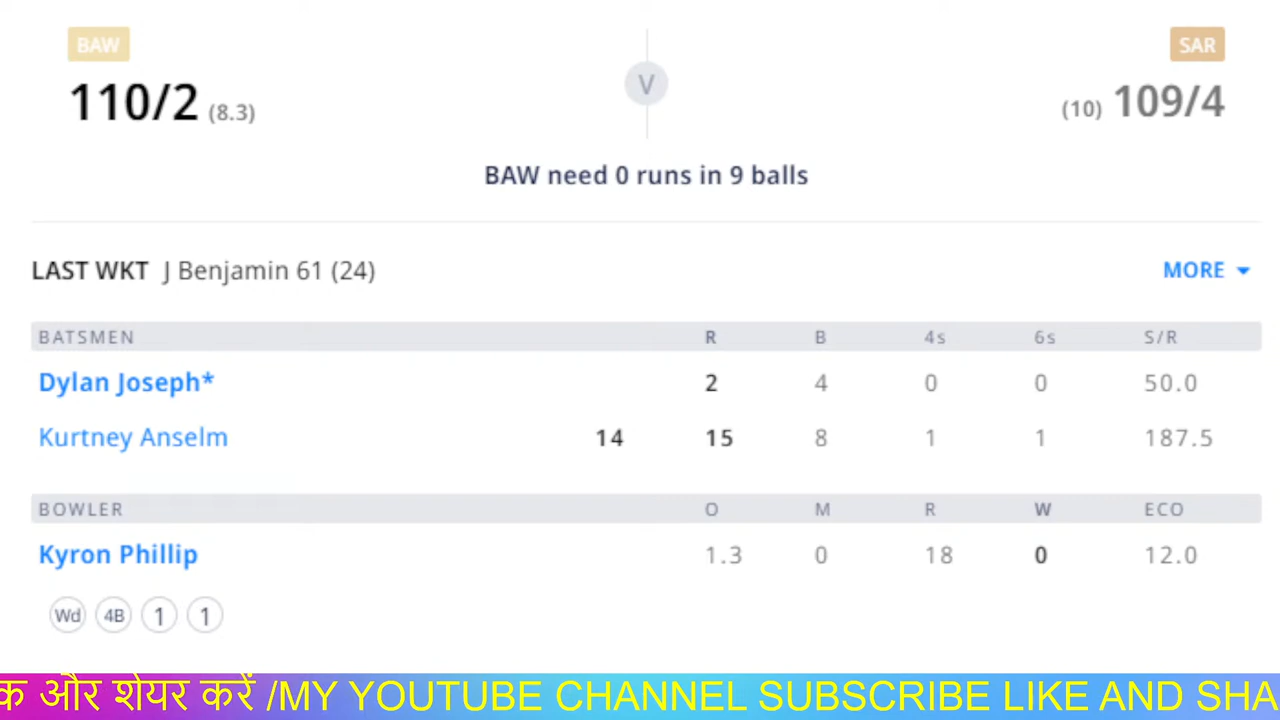 BAW SAR
110/2 (8.3) V (10) 109/4
BAW need 0 runs in 9 balls
LAST WKT J Benjamin 61 (24) MORE
BATSMEN R B 4s 6s S/R
Dylan Joseph* 2 4 0 0 50.0
Kurtney Anselm 14 15 8 1 1 187.5
BOWLER O M R W ECO
Kyron Phillip 1.3 0 18 0 12.0
Wd 4B 1 1
क और शेयर करें /MY YOUTUBE CHANNEL SUBSCRIBE LIKE AND SHA